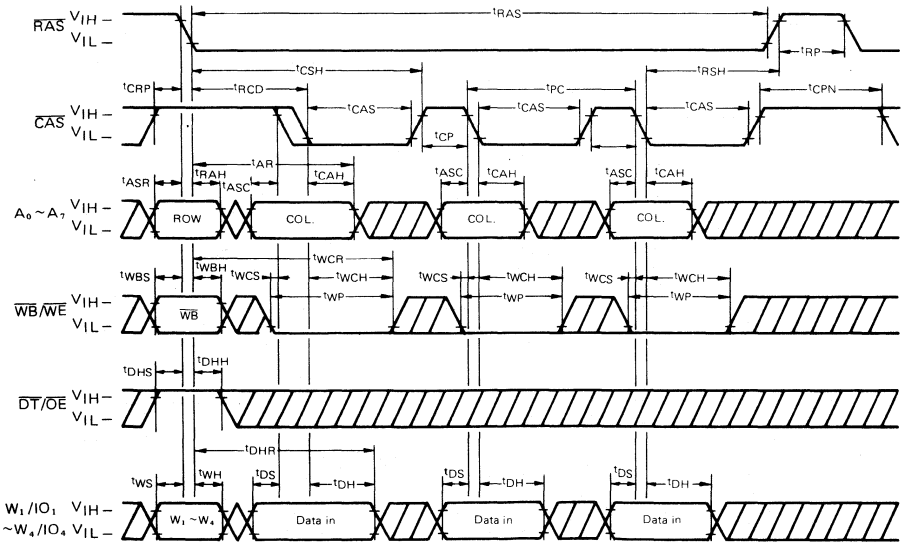 tRAS
RAS VIH
VIL
tRP
tCSH tRSH
tCRP tRCD tPC tCPN
tCAS tCAS tCAS
CAS VIH
VIL
tCP
tAR
tASR tRAH tASC tCAH tASC tCAH tASC tCAH
A0 ~ A7 VIH
VIL
ROW COL. COL. COL.
tWCR
tWBS tWBH tWCS tWCH tWCS tWCH tWCS tWCH
tWP tWP tWP
WB/WE VIH
VIL
WB
tDHS tDHH
DT/OE VIH
VIL
tDHR
tWS tWH tDS tDH tDS tDH tDS tDH
W1/IO1 VIH
~W4/IO4 VIL
W1 ~W4 Data in Data in Data in